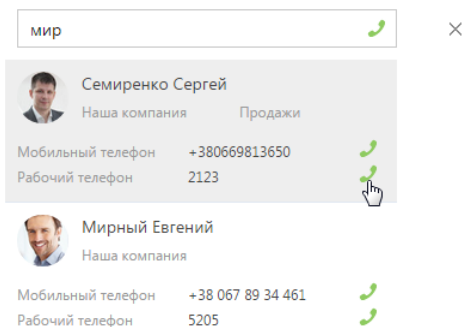 мир
Семиренко Сергей
Наша компания Продажи
Мобильный телефон +380669813650
Рабочий телефон 2123
Мирный Евгений
Наша компания
Мобильный телефон +38 067 89 34 461
Рабочий телефон 5205